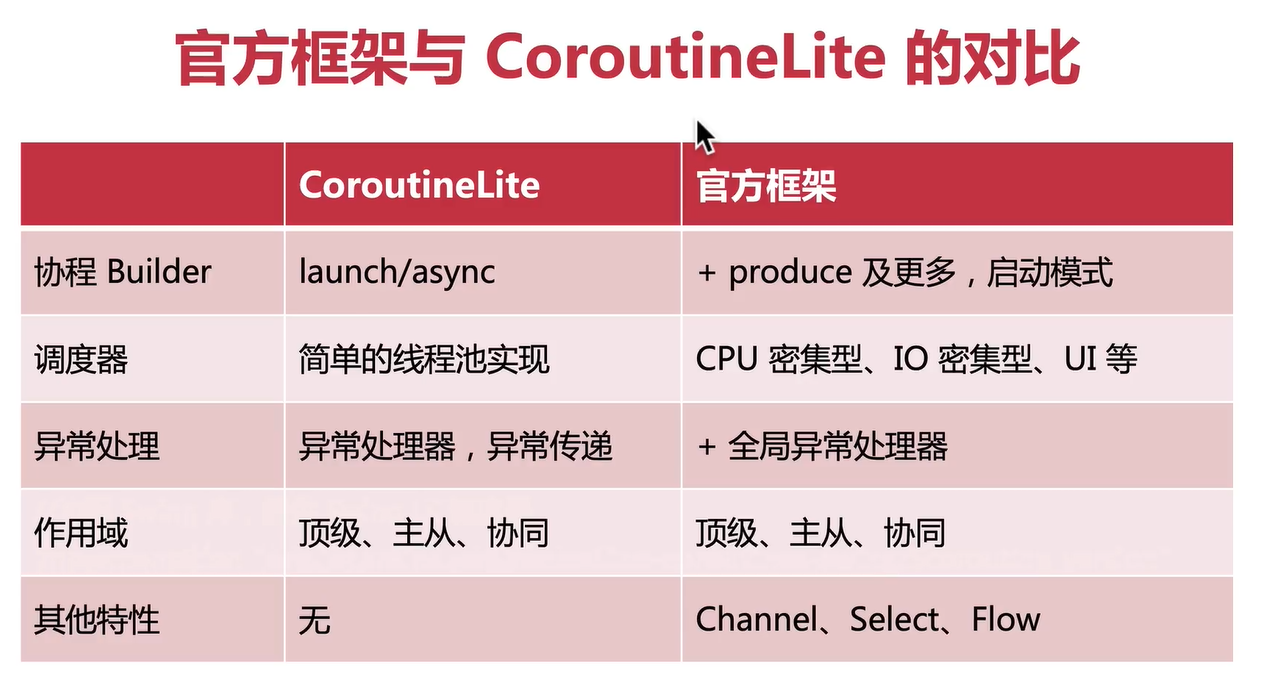 官方框架与 CoroutineLite 的对比
CoroutineLite 官方框架
协程 Builder launch/async + produce 及更多，启动模式
调度器 简单的线程池实现 CPU 密集型、IO 密集型、UI 等
异常处理 异常处理器，异常传递 + 全局异常处理器
作用域 顶级、主从、协同 顶级、主从、协同
其他特性 无 Channel、Select、Flow